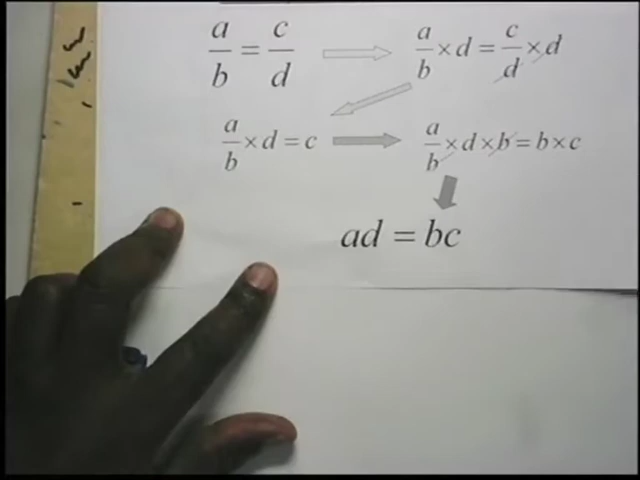 a/b = c/d → a/b × d = c/d × d
a/b × d = c → a/b × d × b = b × c
ad = bc